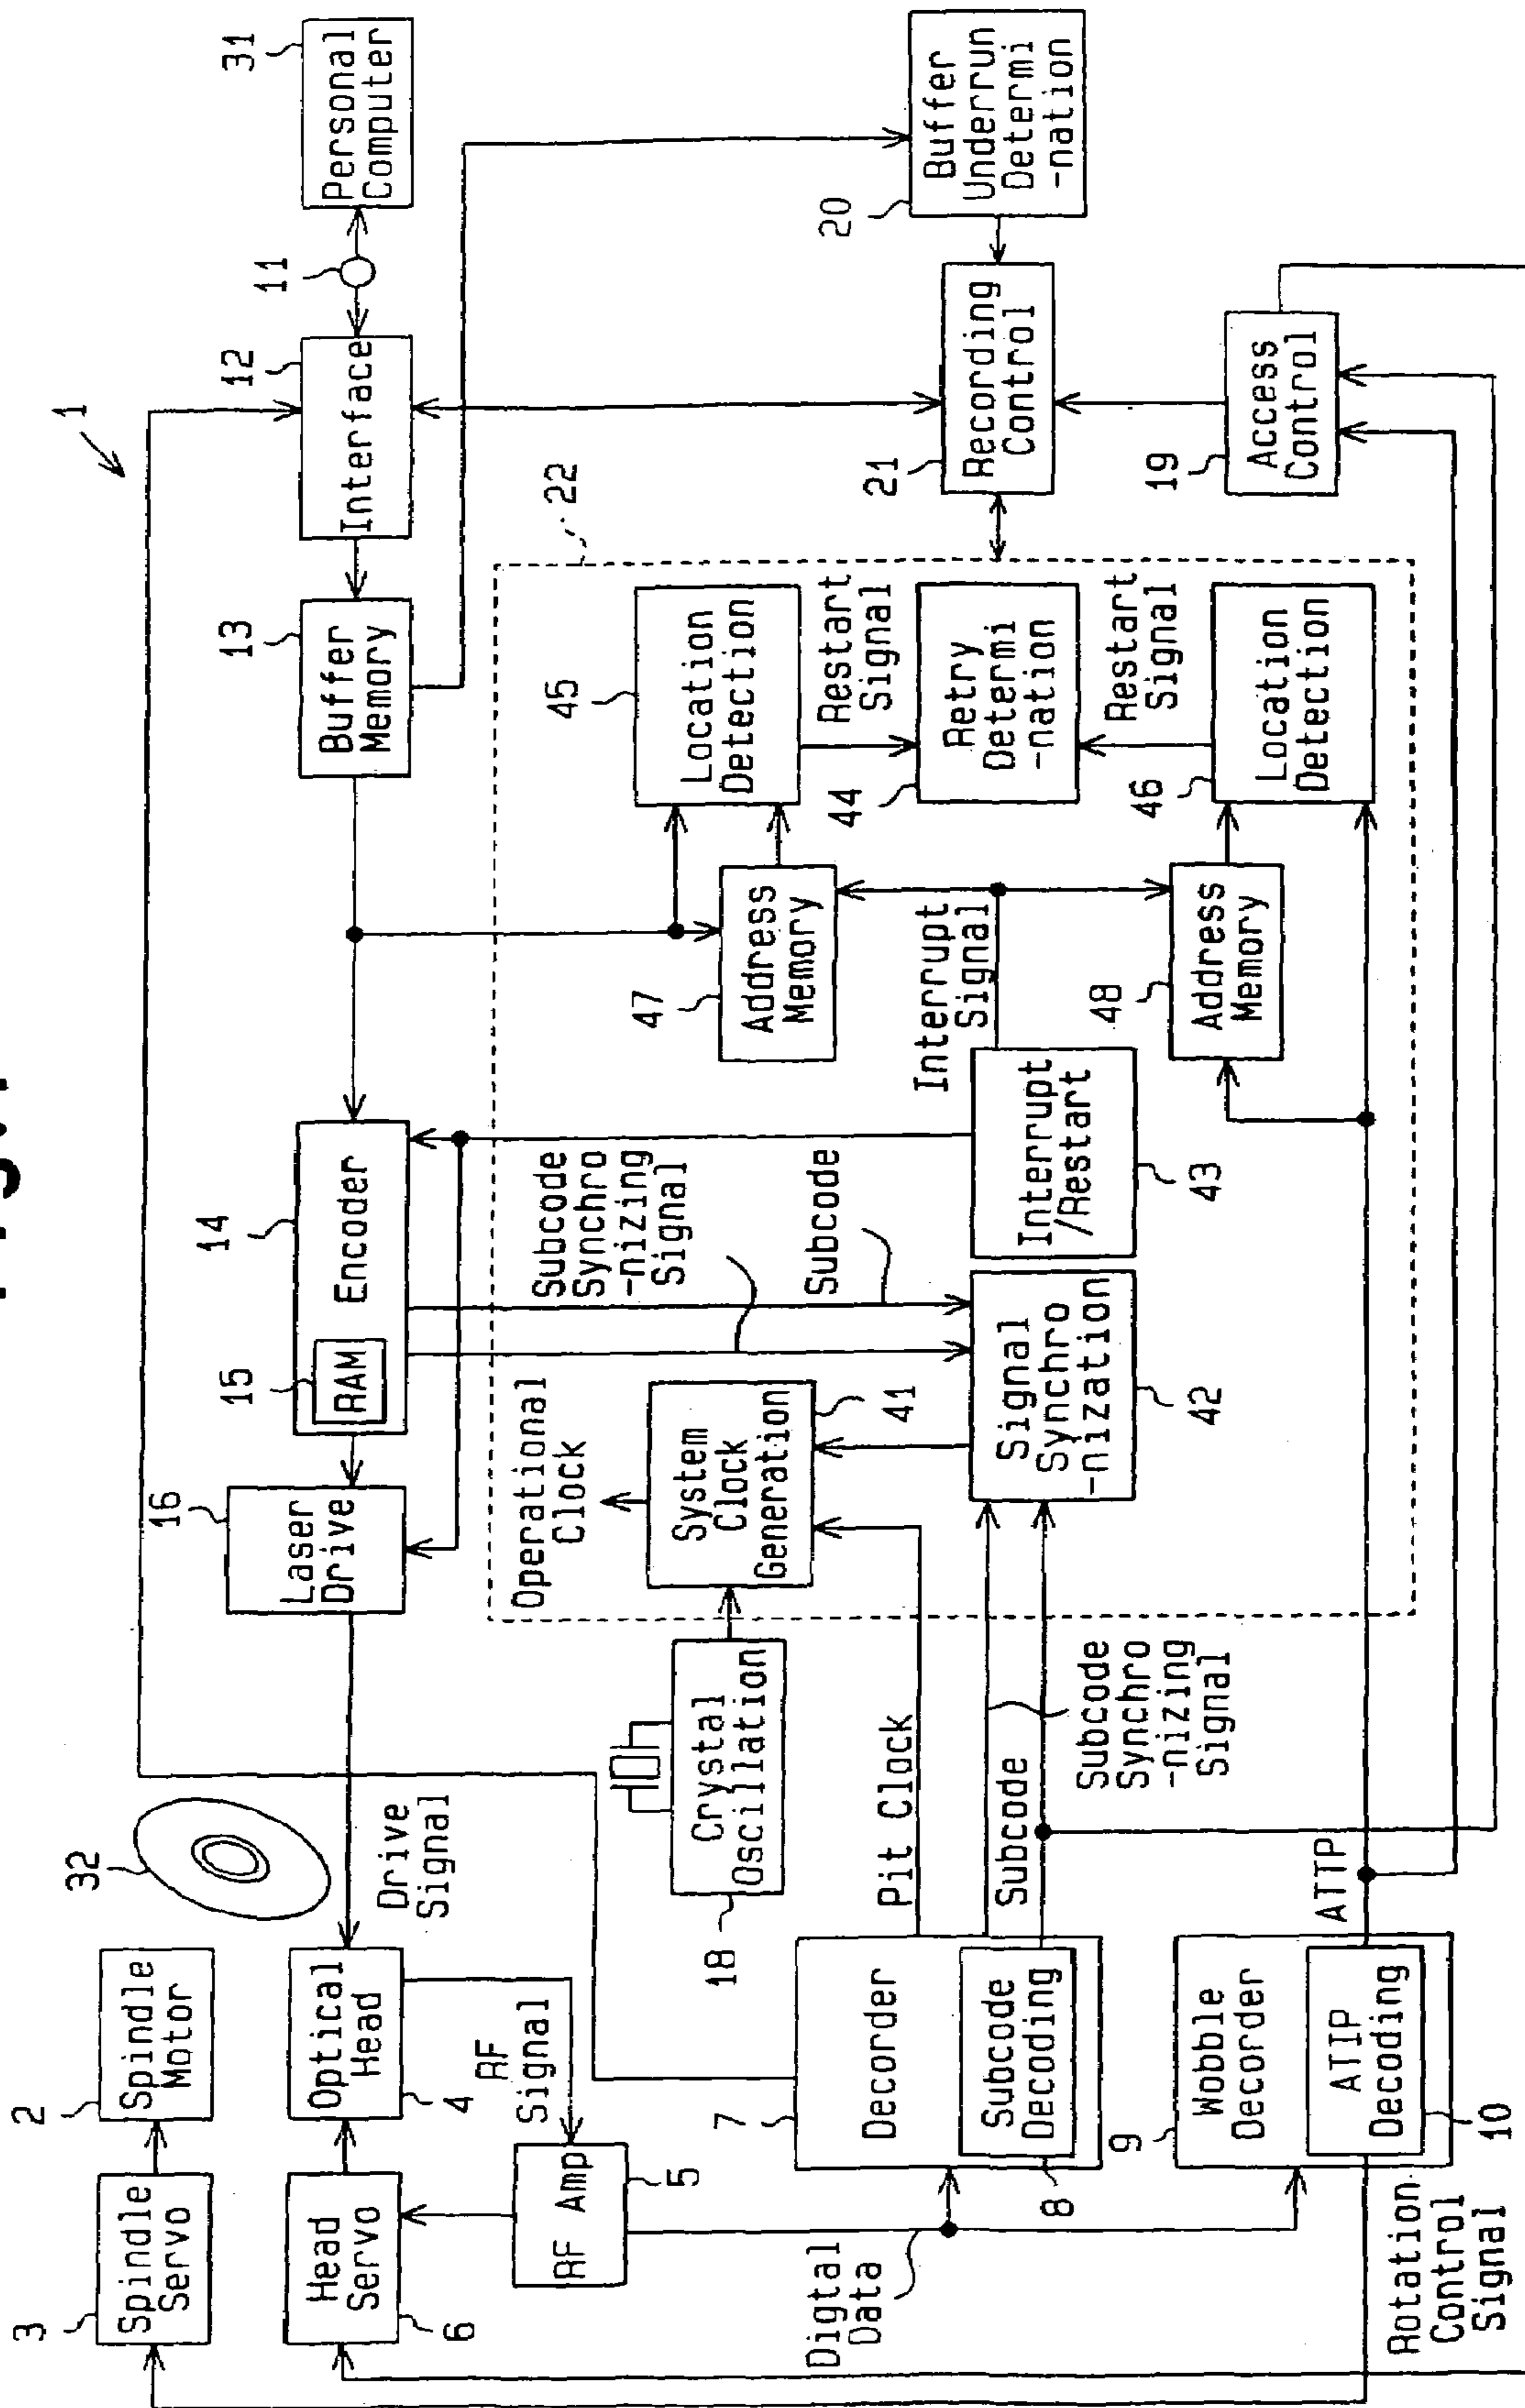 1
3
Spindle
Servo
2
Spindle
Motor
32
16
Laser
Drive
15
RAM
14
Encoder
13
Buffer
Memory
12
Interface
11
31
Personal
Computer
6
Head
Servo
4
Optical
Head
Drive
Signal
RF
Signal
5
RF Amp
Digtal
Data
18
Crystal
Oscillation
22
Operational
Clock
System
Clock
Generation
41
Subcode
Synchro
-nizing
Signal
Subcode
47
Address
Memory
45
Location
Detection
Restart
Signal
20
Buffer
Underrun
Determi
-nation
7
Decorder
Subcode
Decoding
8
Pit Clock
Subcode
Subcode
Synchro
-nizing
Signal
Signal
Synchro
-nization
42
Interrupt
/Restart
43
Interrupt
Signal
44
Retry
Determi
-nation
Restart
Signal
21
Recording
Control
9
Wobble
Decorder
ATIP
Decoding
10
ATTP
48
Address
Memory
46
Location
Detection
19
Access
Control
Rotation
Control
Signal